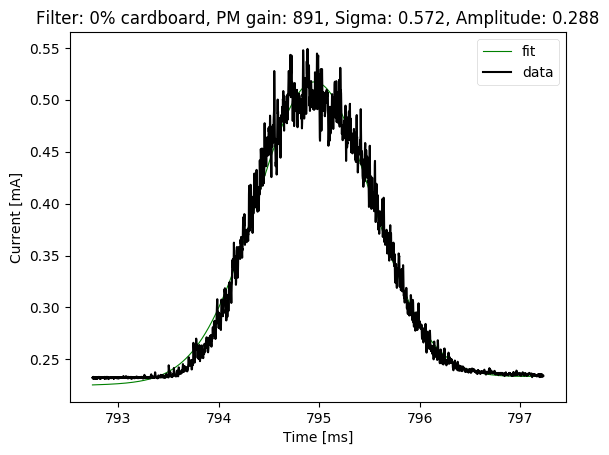 Filter: 0% cardboard, PM gain: 891, Sigma: 0.572, Amplitude: 0.288
fit
data
0.55
0.50
0.45
0.40
0.35
0.30
0.25
Current [mA]
793 794 795 796 797
Time [ms]